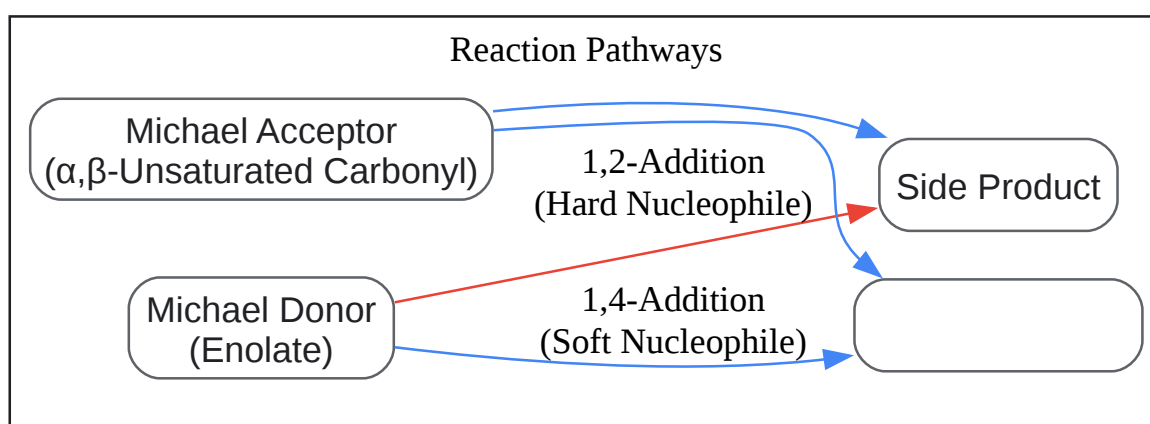 Reaction Pathways
Michael Acceptor
(α,β-Unsaturated Carbonyl)
1,2-Addition
(Hard Nucleophile)
Side Product
Michael Donor
(Enolate)
1,4-Addition
(Soft Nucleophile)